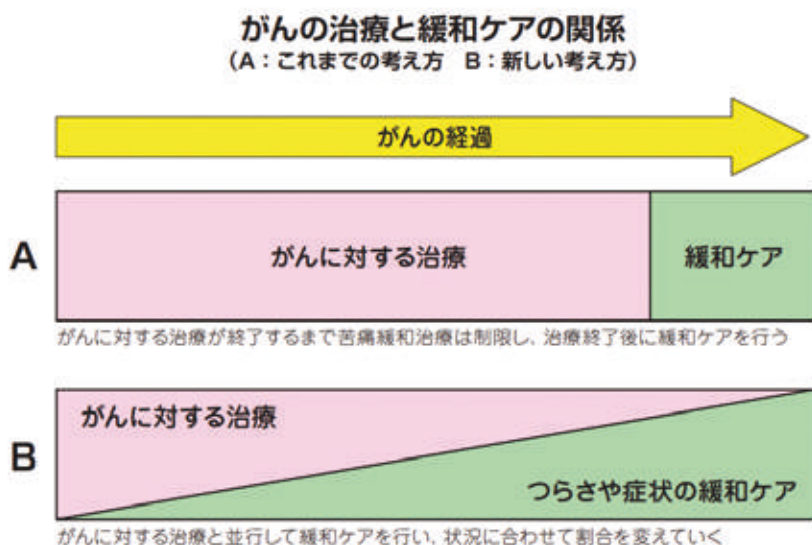 がんの治療と緩和ケアの関係
（A：これまでの考え方　B：新しい考え方）
がんの経過
A
がんに対する治療
緩和ケア
がんに対する治療が終了するまで苦痛緩和治療は制限し、治療終了後に緩和ケアを行う
B
がんに対する治療
つらさや症状の緩和ケア
がんに対する治療と並行して緩和ケアを行い、状況に合わせて割合を変えていく